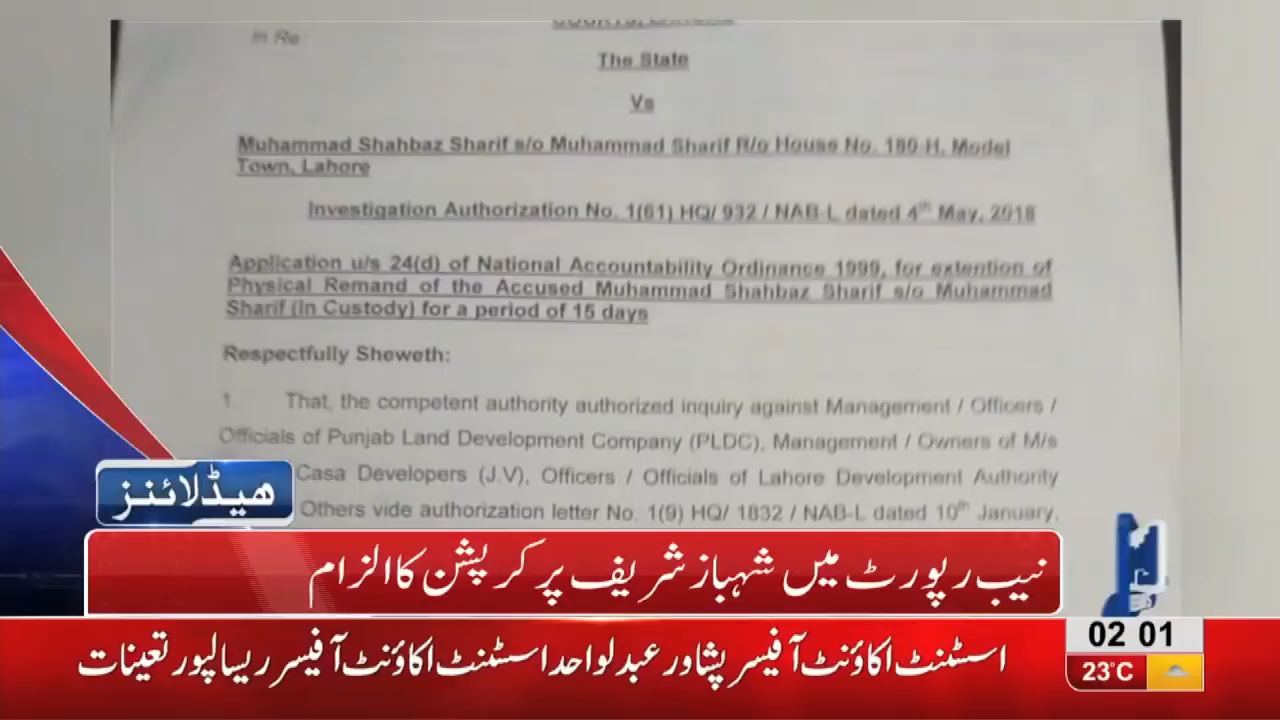 In Re
The State
Vs
Muhammad Shahbaz Sharif s/o Muhammad Sharif R/o House No. 180-H, Model
Town, Lahore
Investigation Authorization No. 1(61) HQ/ 932 / NAB-L dated 4th May, 2018
Application u/s 24(d) of National Accountability Ordinance 1999, for extention of
Physical Remand of the Accused Muhammad Shahbaz Sharif s/o Muhammad
Sharif (In Custody) for a period of 15 days
Respectfully Sheweth:
1. That, the competent authority authorized inquiry against Management / Officers /
Officials of Punjab Land Development Company (PLDC), Management / Owners of M/s
Casa Developers (J.V), Officers / Officials of Lahore Development Authority
Others vide authorization letter No. 1(9) HQ/ 1832 / NAB-L dated 10th January,
ھیڈلائنز
نیب رپورٹ میں شہباز شریف پر کرپشن کا الزام
اسسٹنٹ اکاؤنٹ آفیسر پشاور عبدلواحد اسسٹنٹ اکاؤنٹ آفیسر ریسالپور تعینات
02 01
23°C